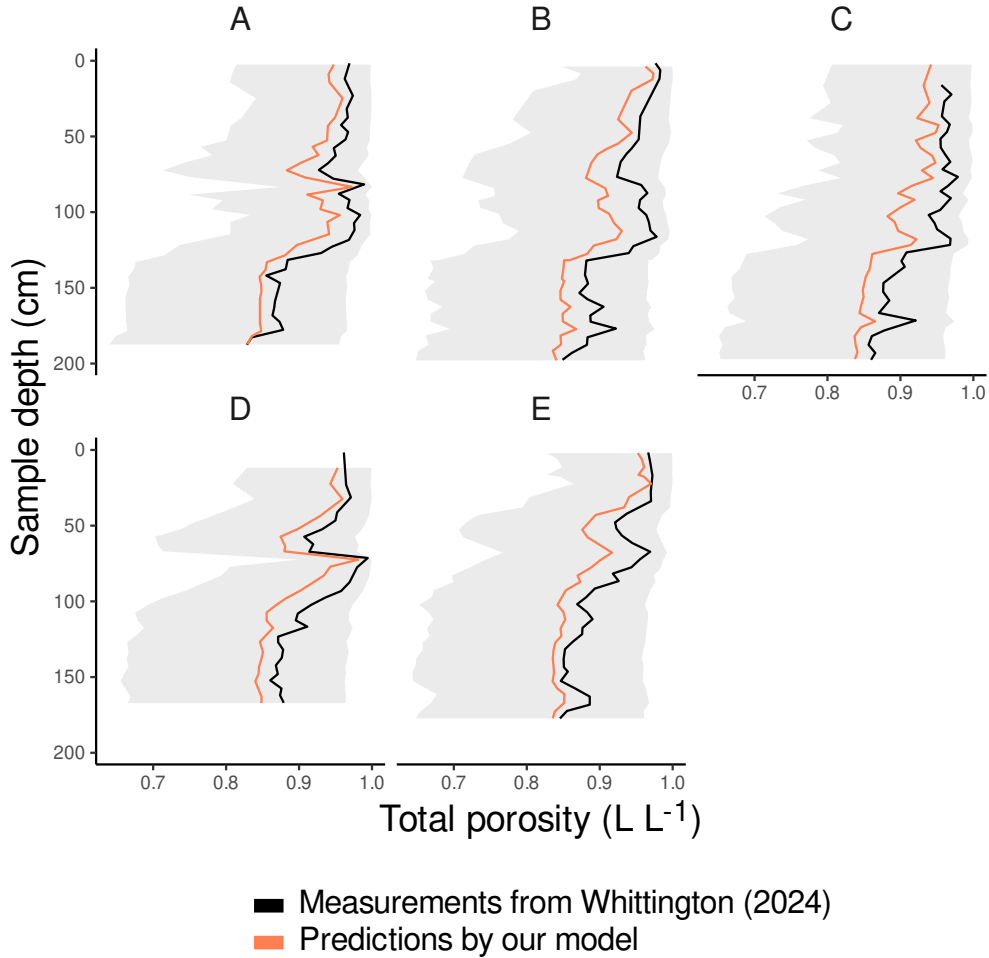 A B C
0
50
100
150
200
0.7 0.8 0.9 1.0
D E
0
50
100
150
200
0.7 0.8 0.9 1.0 0.7 0.8 0.9 1.0
Sample depth (cm)
Total porosity (L L⁻¹)
Measurements from Whittington (2024)
Predictions by our model